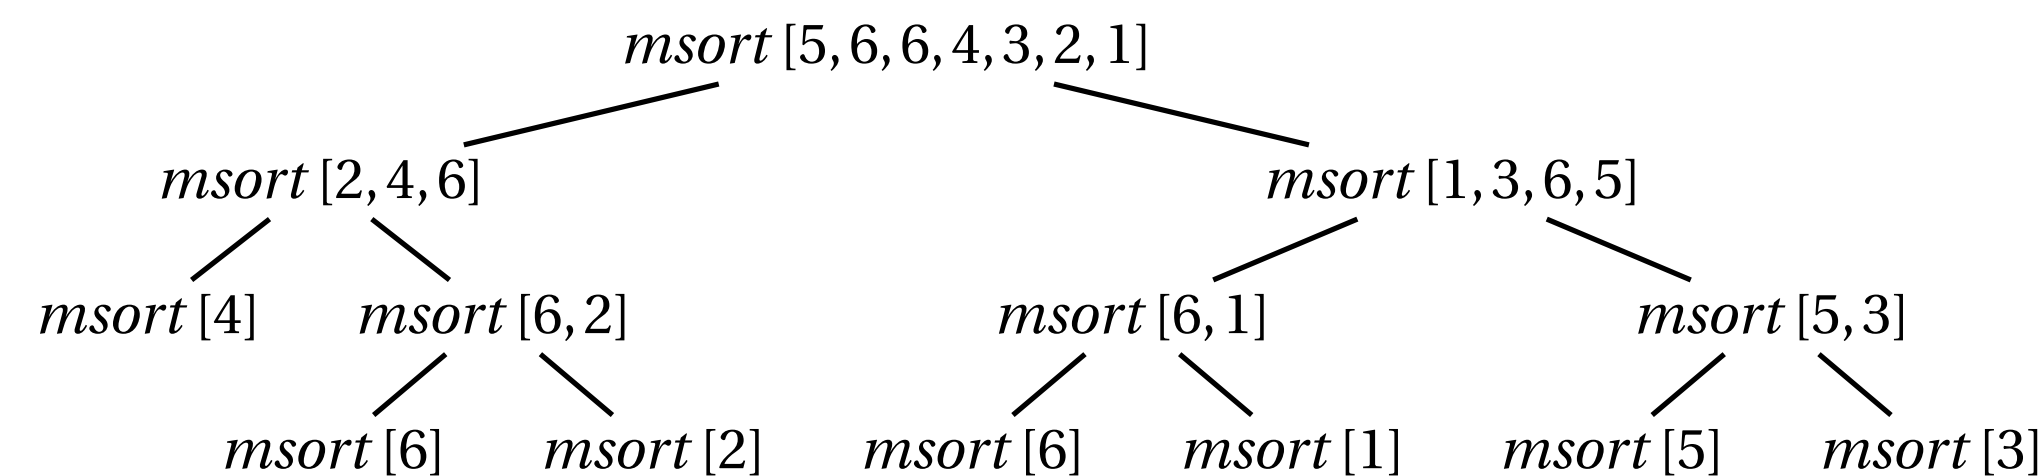 msort [5,6,6,4,3,2,1]
msort [2,4,6] msort [1,3,6,5]
msort [4] msort [6,2] msort [6,1] msort [5,3]
msort [6] msort [2] msort [6] msort [1] msort [5] msort [3]